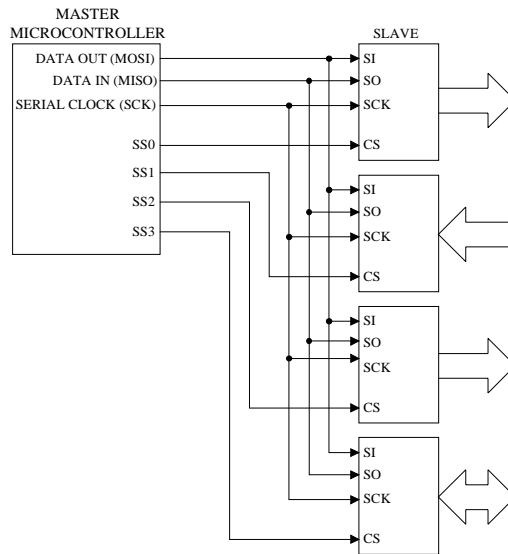 MASTER
MICROCONTROLLER
DATA OUT (MOSI)
DATA IN (MISO)
SERIAL CLOCK (SCK)
SS0
SS1
SS2
SS3
SLAVE
SI
SO
SCK
CS
SI
SO
SCK
CS
SI
SO
SCK
CS
SI
SO
SCK
CS